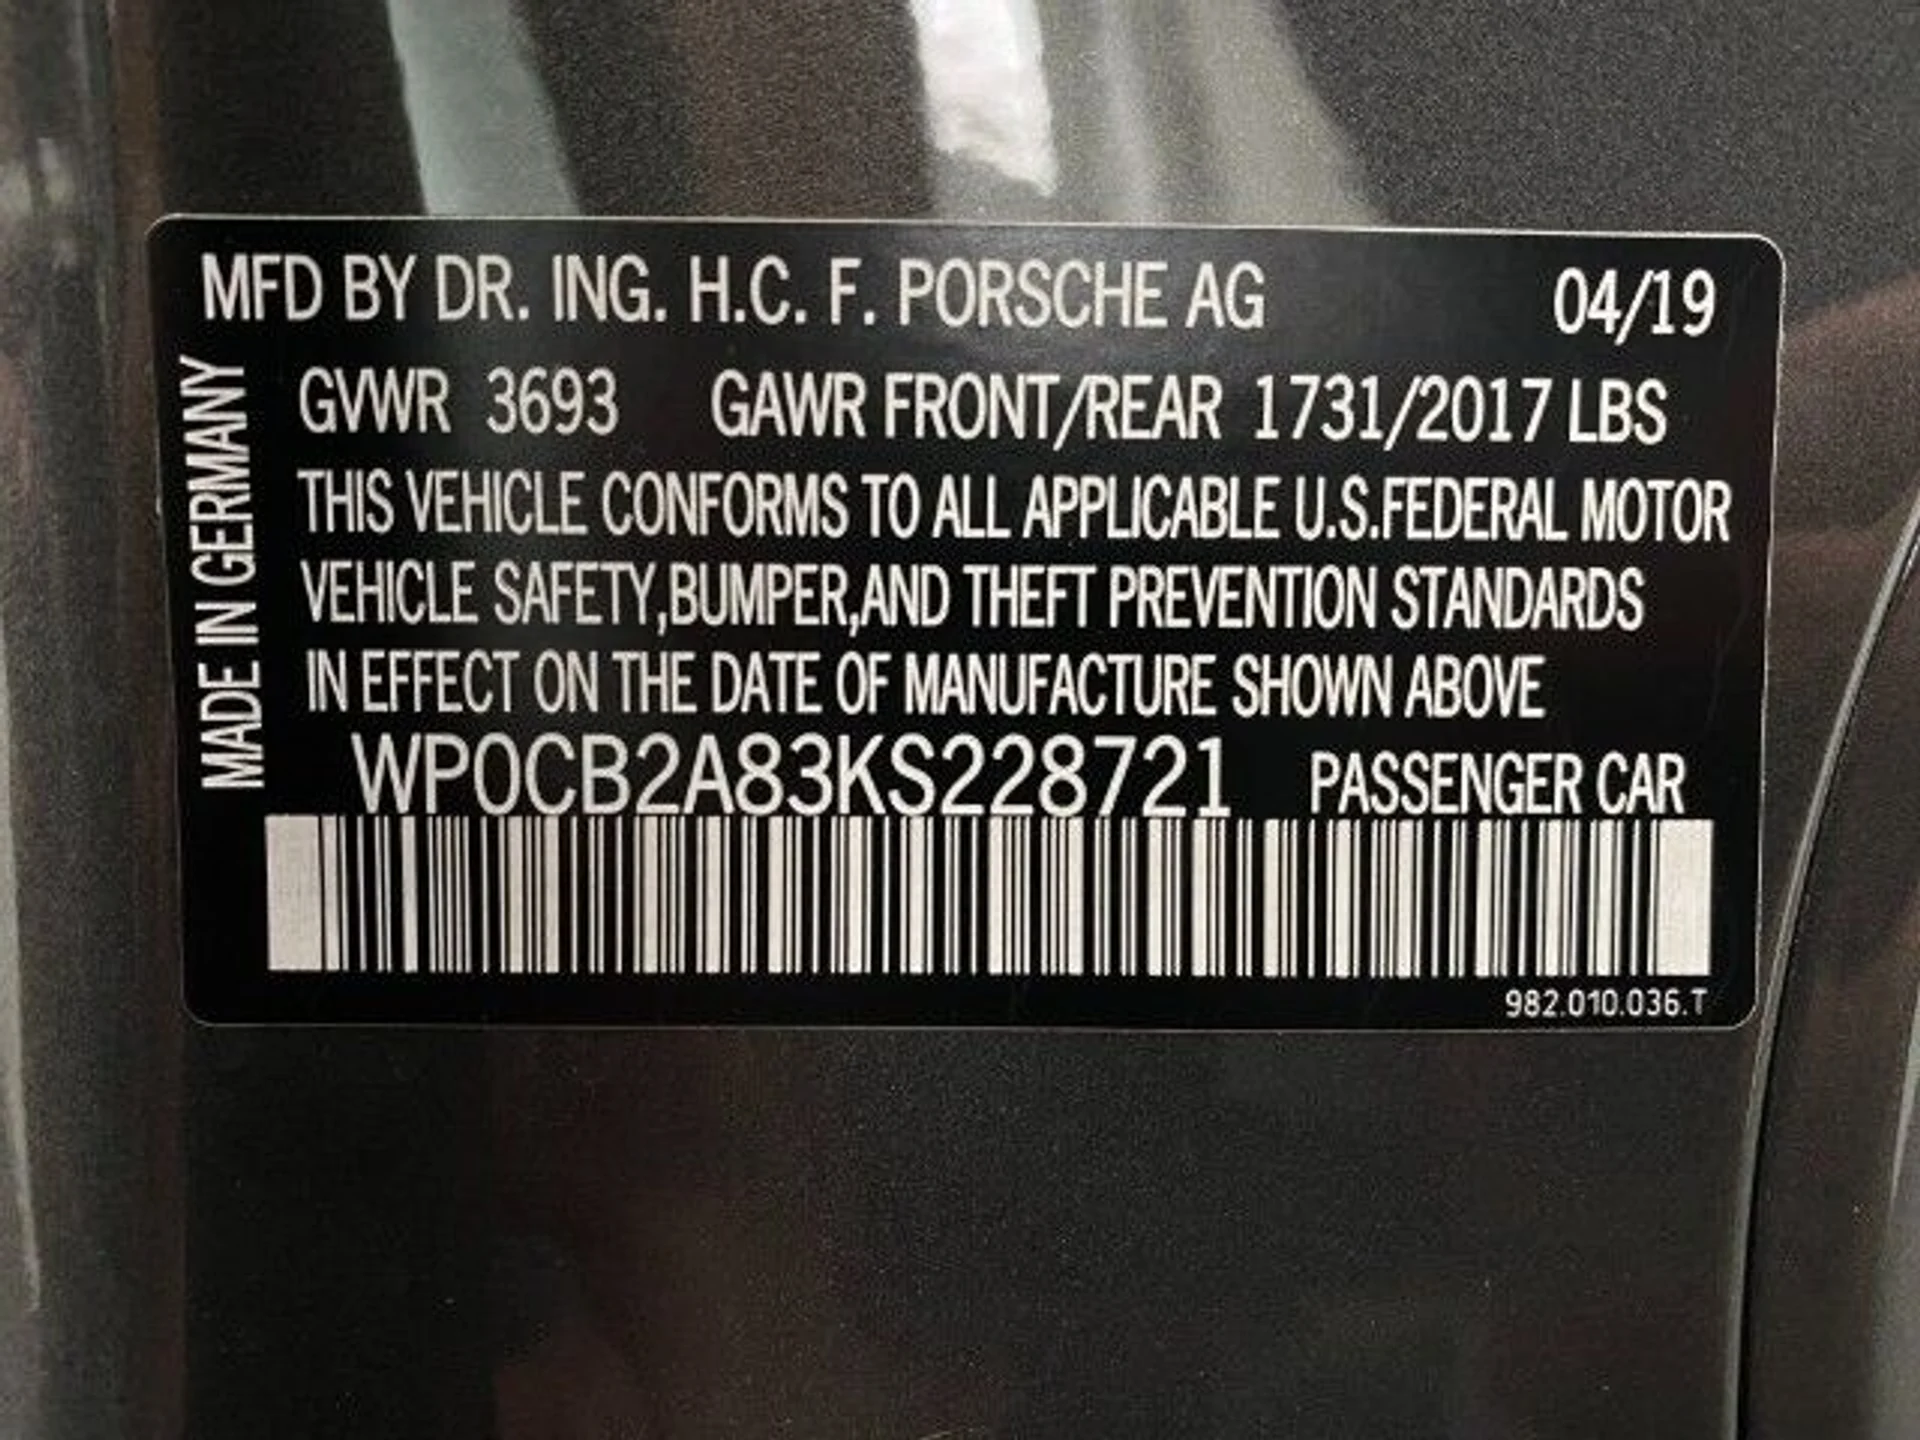 MFD BY DR. ING. H.C. F. PORSCHE AG 04/19
MADE IN GERMANY
GVWR 3693 GAWR FRONT/REAR 1731/2017 LBS
THIS VEHICLE CONFORMS TO ALL APPLICABLE U.S.FEDERAL MOTOR
VEHICLE SAFETY,BUMPER,AND THEFT PREVENTION STANDARDS
IN EFFECT ON THE DATE OF MANUFACTURE SHOWN ABOVE
WP0CB2A83KS228721 PASSENGER CAR
982.010.036.T